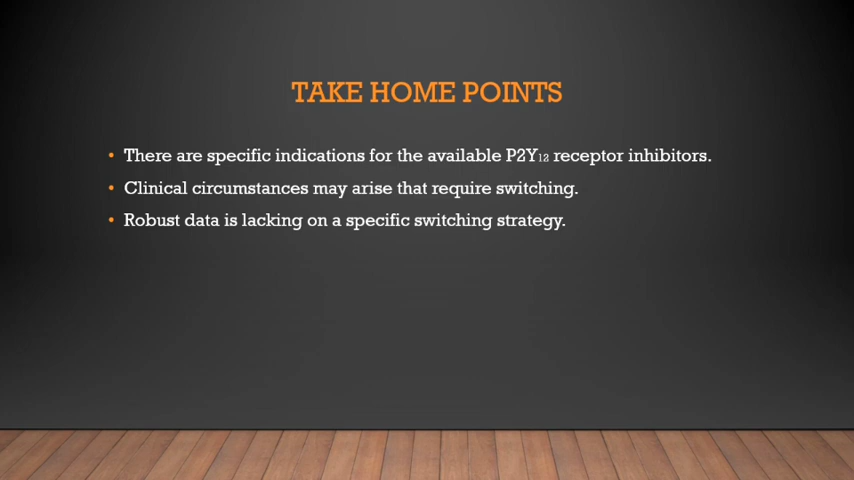 TAKE HOME POINTS
• There are specific indications for the available P2Y₁₂ receptor inhibitors.
• Clinical circumstances may arise that require switching.
• Robust data is lacking on a specific switching strategy.